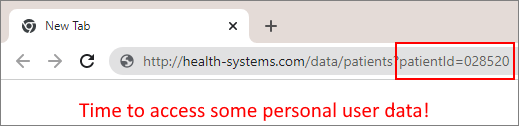 New Tab
http://health-systems.com/data/patients?patientId=028520
Time to access some personal user data!